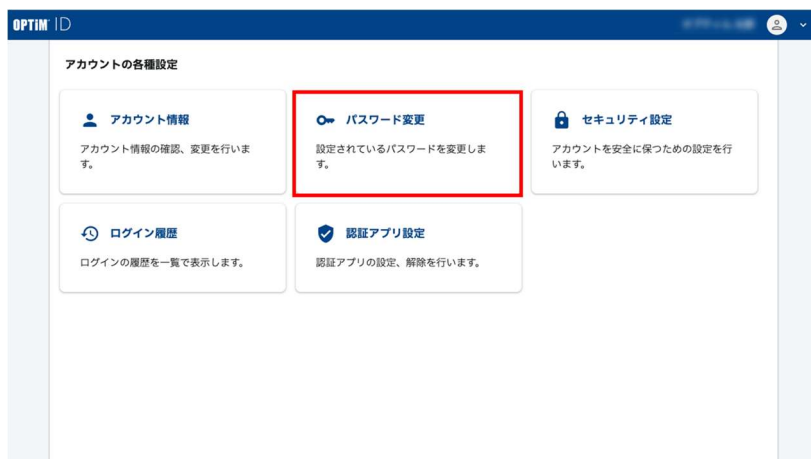 OPTiM ID
アカウントの各種設定
アカウント情報
アカウント情報の確認、変更を行いま
す。
パスワード変更
設定されているパスワードを変更しま
す。
セキュリティ設定
アカウントを安全に保つための設定を行
います。
ログイン履歴
ログインの履歴を一覧で表示します。
認証アプリ設定
認証アプリの設定、解除を行います。